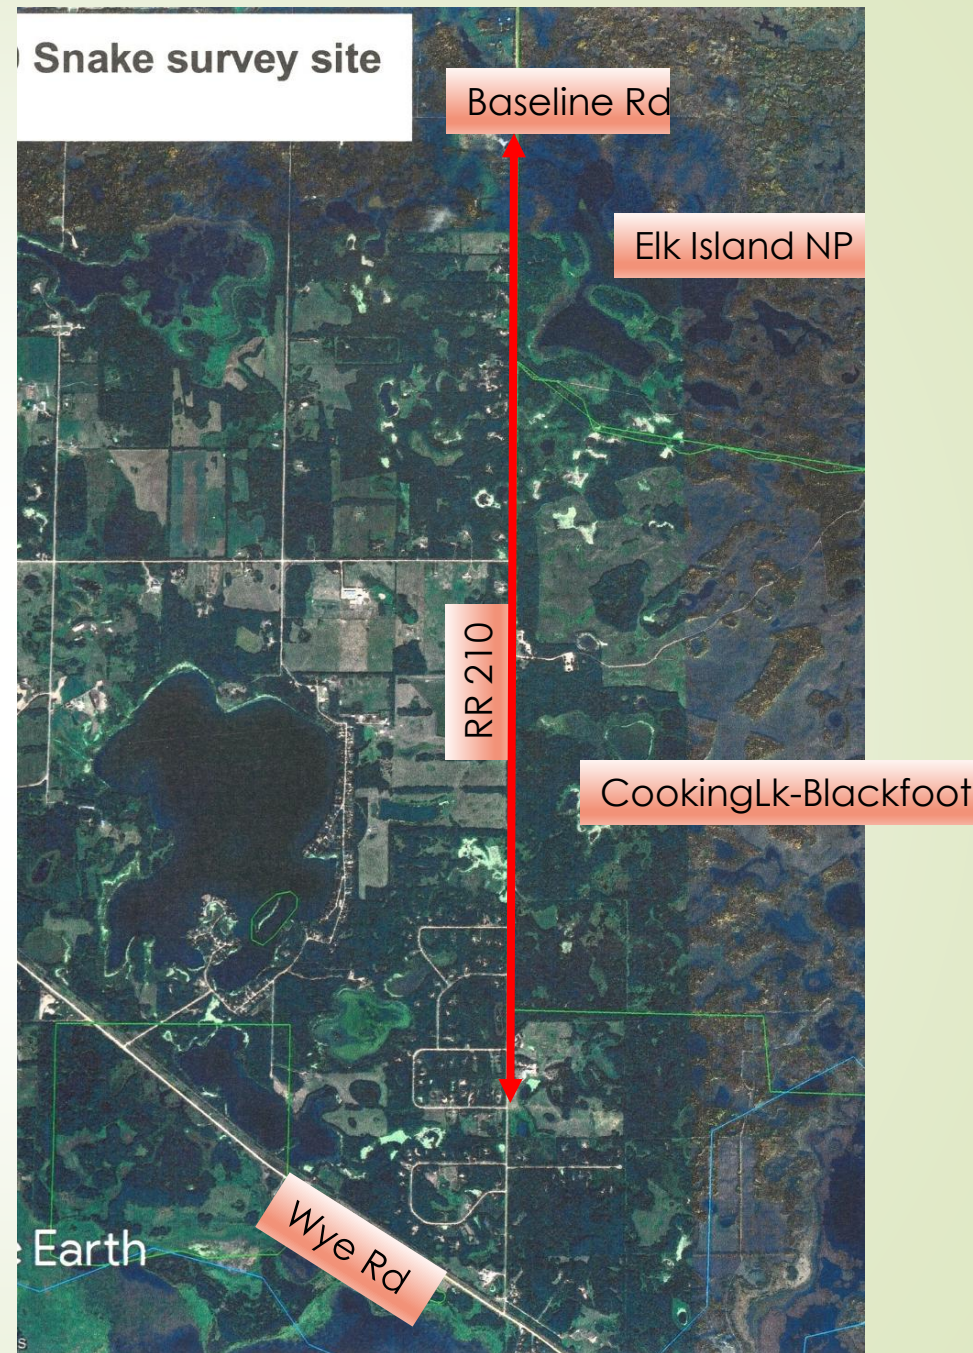 ) Snake survey site
Baseline Rd
Elk Island NP
RR 210
CookingLk-Blackfoot
Wye Rd
Earth
s